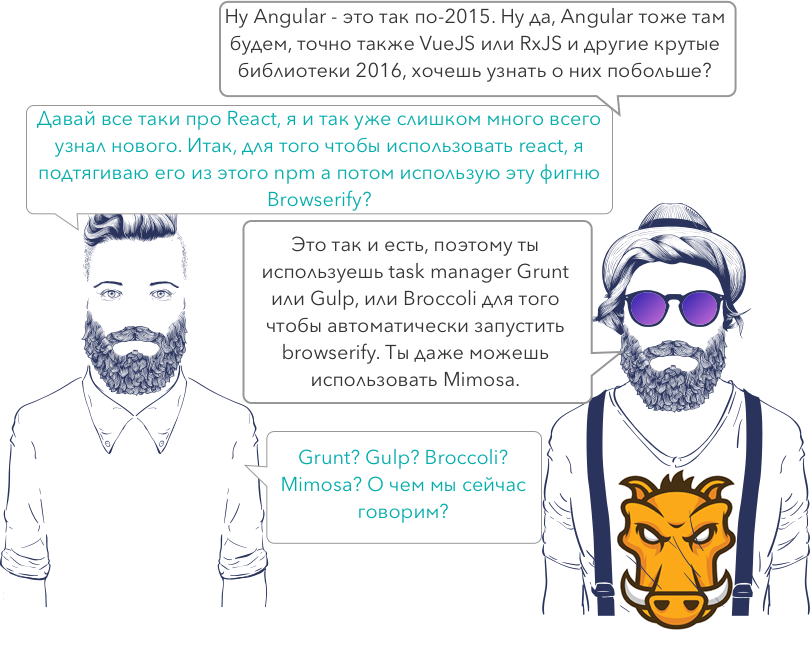 Ну Angular - это так по-2015. Ну да, Angular тоже там
будем, точно также VueJS или RxJS и другие крутые
библиотеки 2016, хочешь узнать о них побольше?
Давай все таки про React, я и так уже слишком много всего
узнал нового. Итак, для того чтобы использовать react, я
подтягиваю его из этого npm а потом использую эту фигню
Browserify?
Это так и есть, поэтому ты
используешь task manager Grunt
или Gulp, или Broccoli для того
чтобы автоматически запустить
browserify. Ты даже можешь
использовать Mimosa.
Grunt? Gulp? Broccoli?
Mimosa? О чем мы сейчас
говорим?